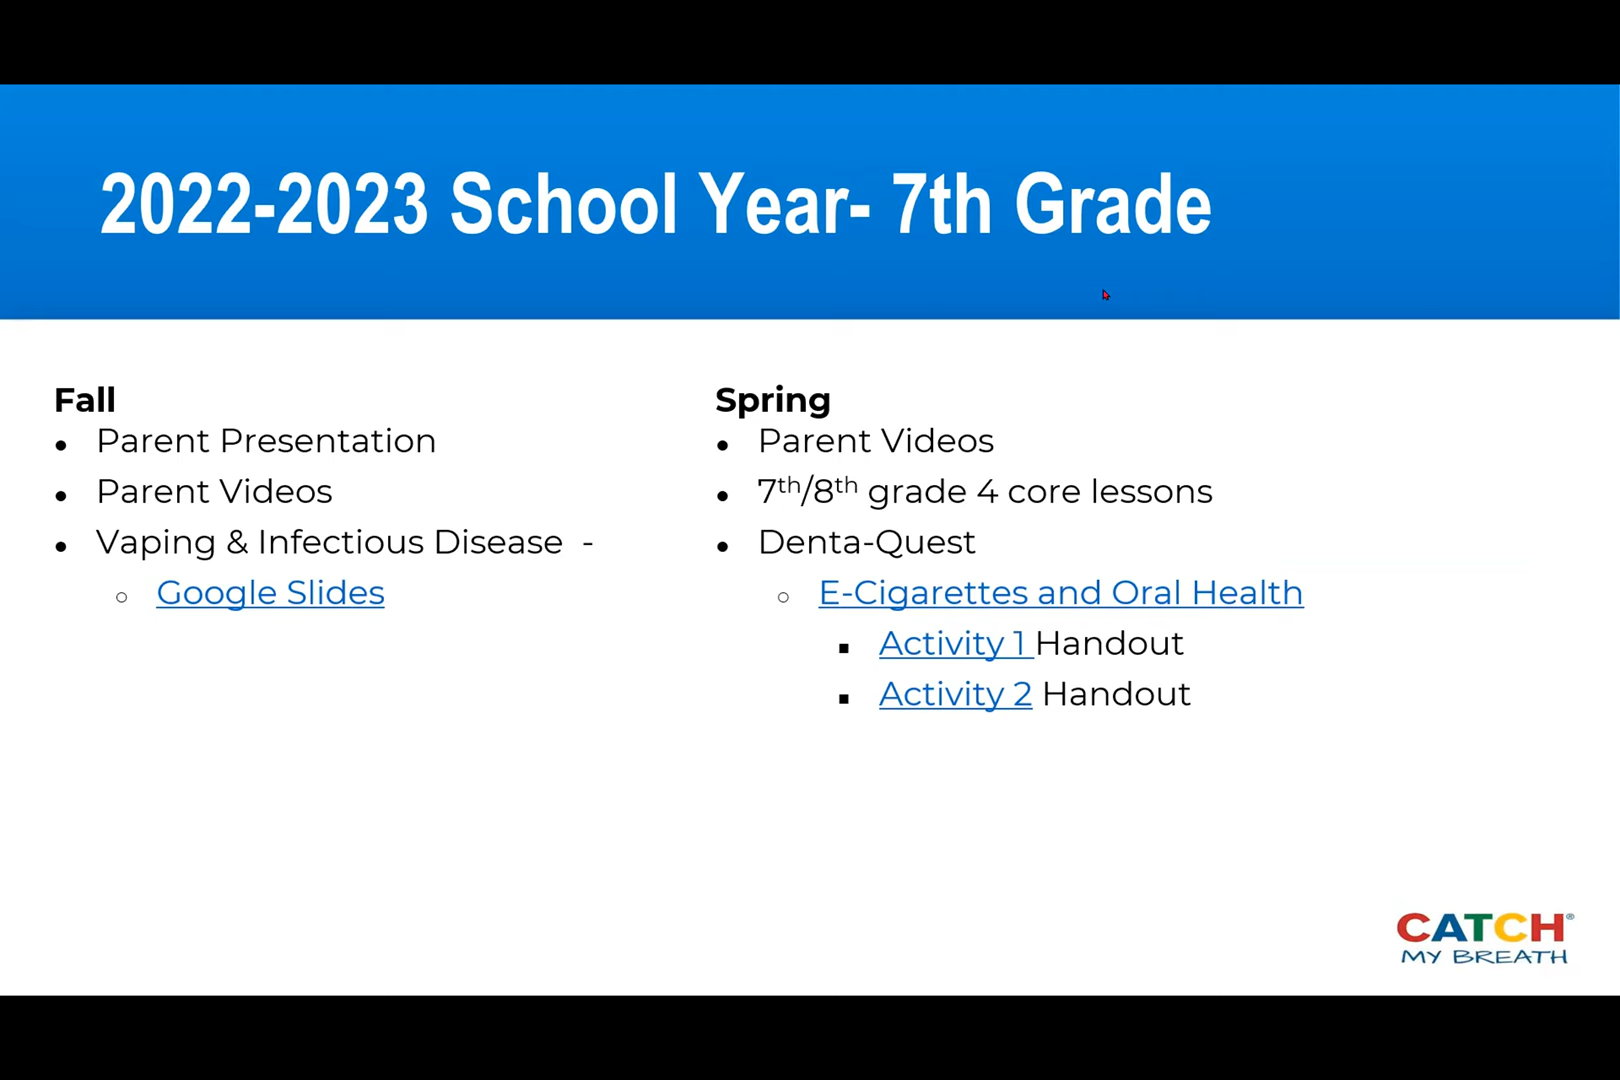 2022-2023 School Year- 7th Grade
Fall
• Parent Presentation
• Parent Videos
• Vaping & Infectious Disease -
○ Google Slides
Spring
• Parent Videos
• 7th/8th grade 4 core lessons
• Denta-Quest
○ E-Cigarettes and Oral Health
▪ Activity 1 Handout
▪ Activity 2 Handout
CATCH®
MY BREATH